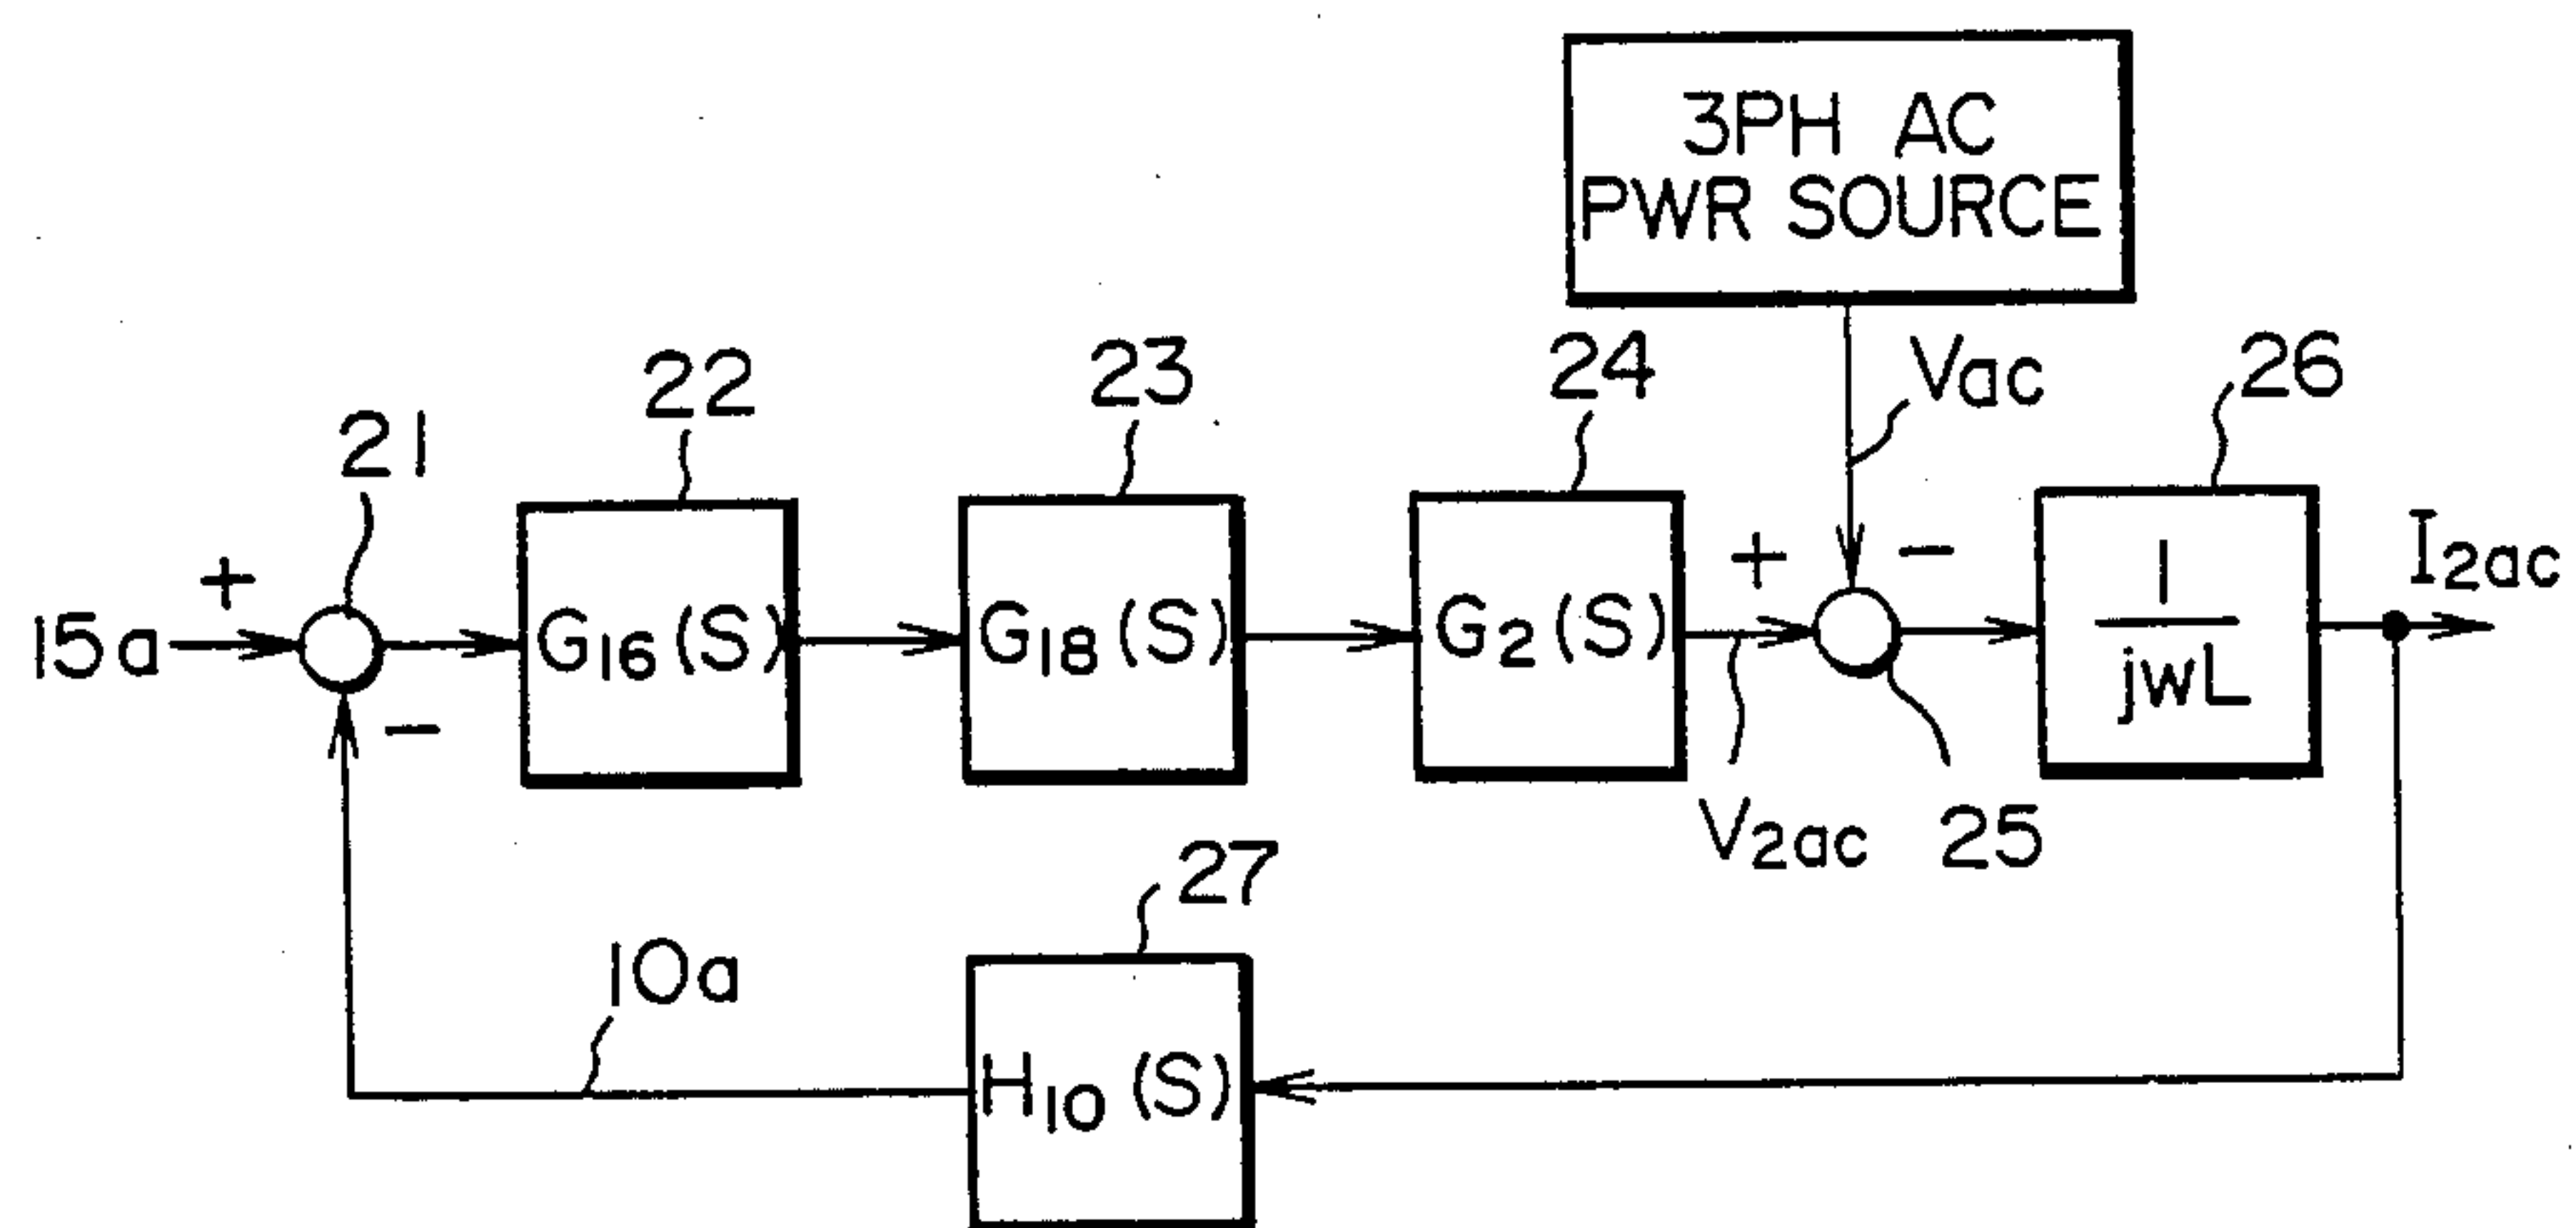 3PH AC
PWR SOURCE
24
Vac
26
23
22
21
+
15a
G16(S)
G18(S)
G2(S)
+
-
1
jwL
I2ac
-
V2ac
25
27
10a
H10(S)